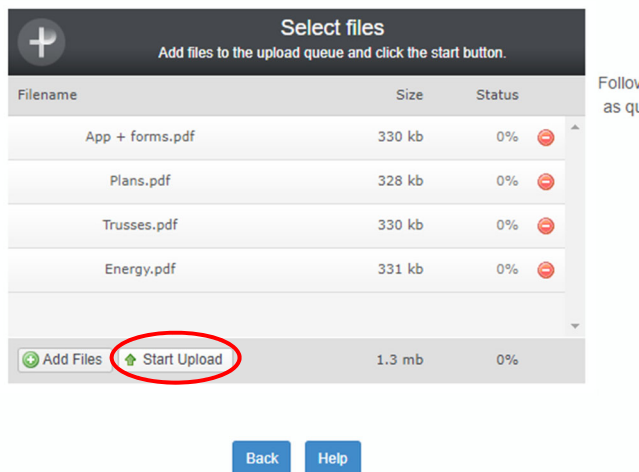 Select files
Add files to the upload queue and click the start button.
Filename Size Status
App + forms.pdf 330 kb 0%
Plans.pdf 328 kb 0%
Trusses.pdf 330 kb 0%
Energy.pdf 331 kb 0%
Add Files Start Upload 1.3 mb 0%
as
Back Help